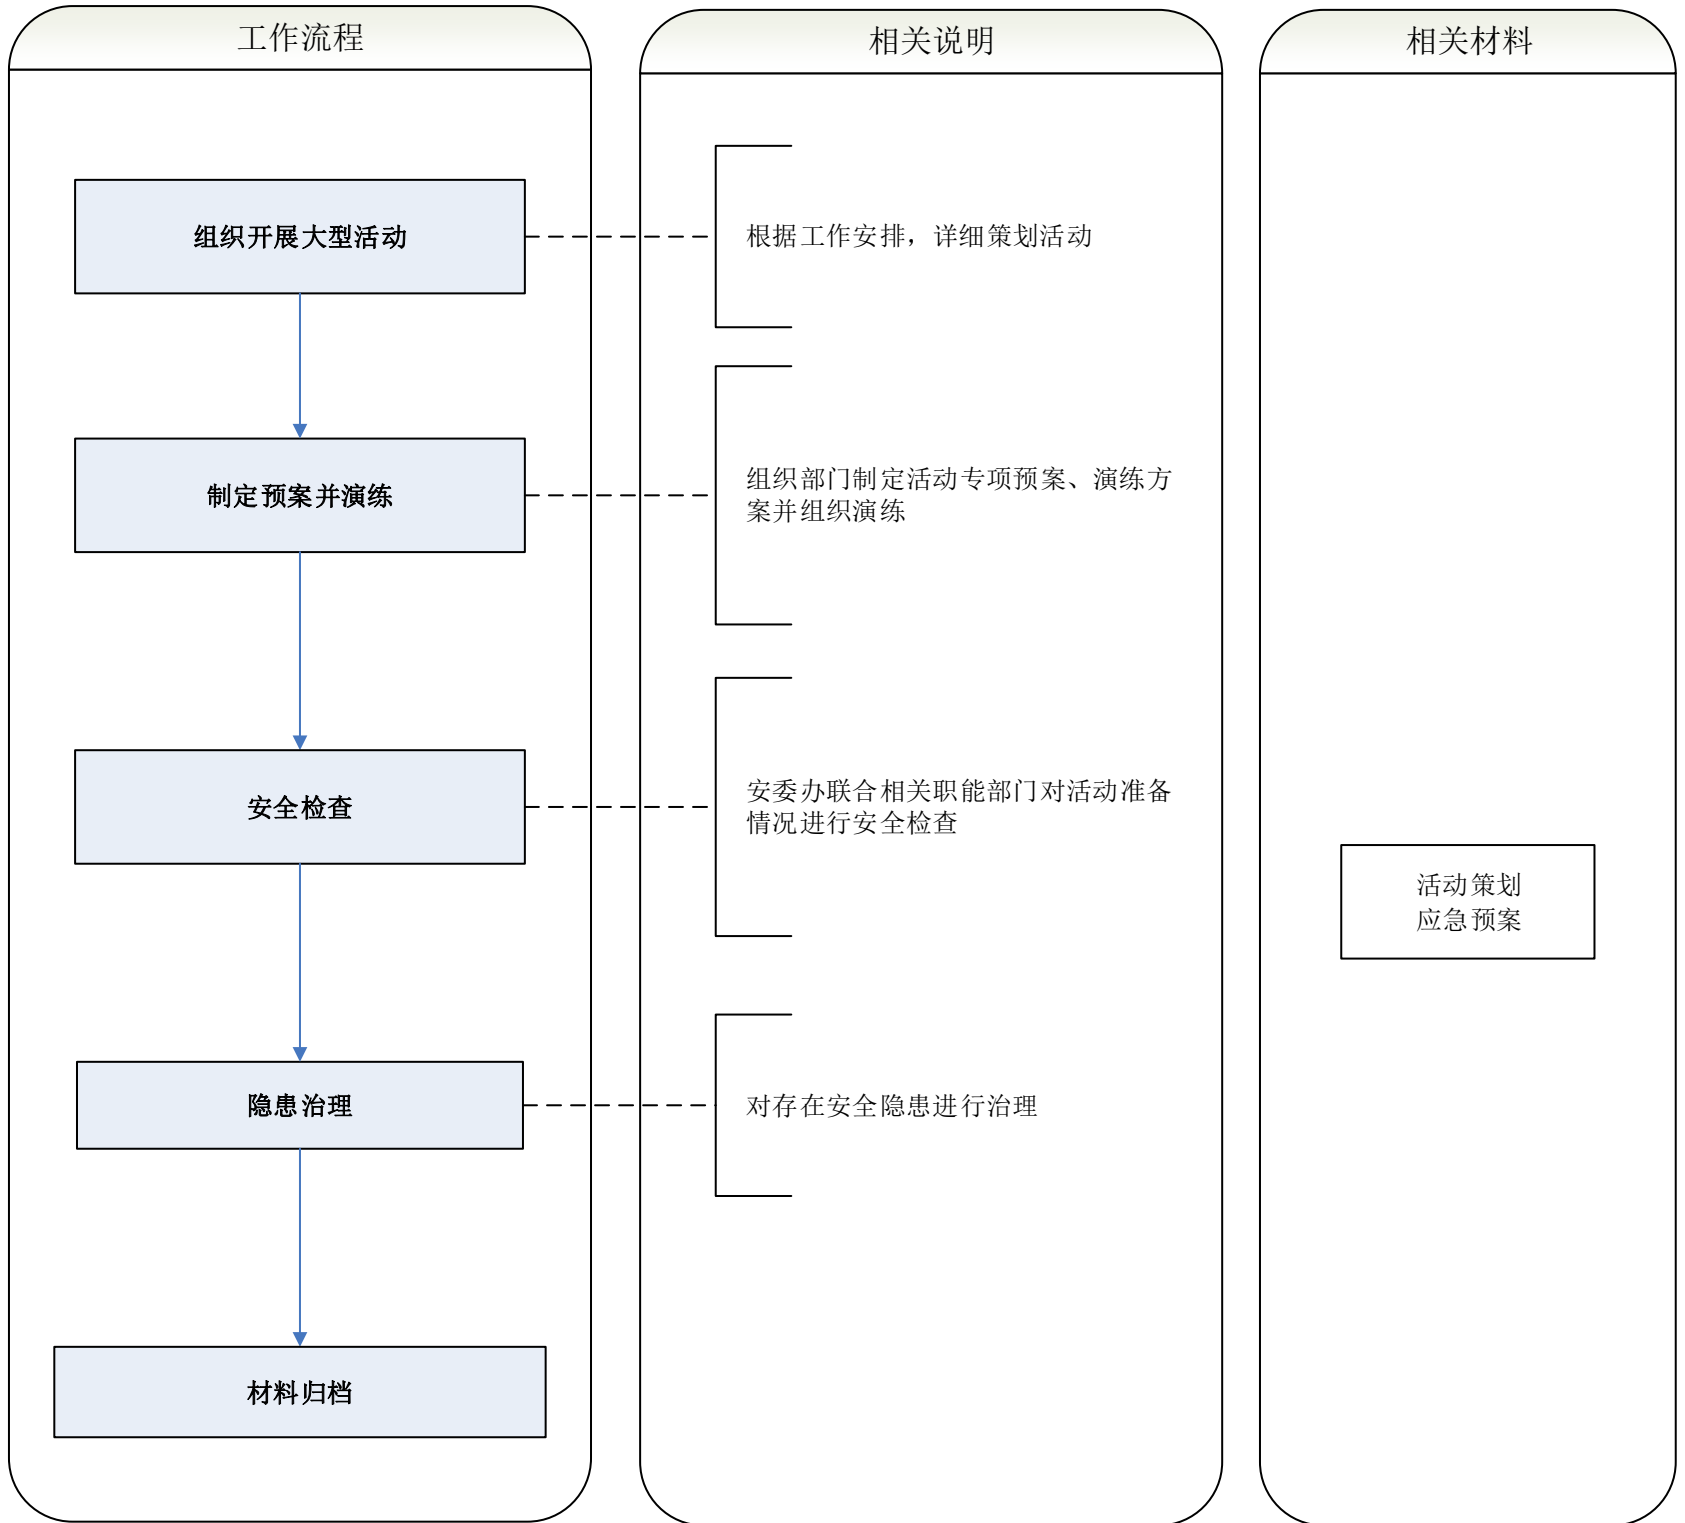 工作流程
相关说明
相关材料
组织开展大型活动
根据工作安排，详细策划活动
制定预案并演练
组织部门制定活动专项预案、演练方
案并组织演练
安全检查
安委办联合相关职能部门对活动准备
情况进行安全检查
活动策划
应急预案
隐患治理
对存在安全隐患进行治理
材料归档